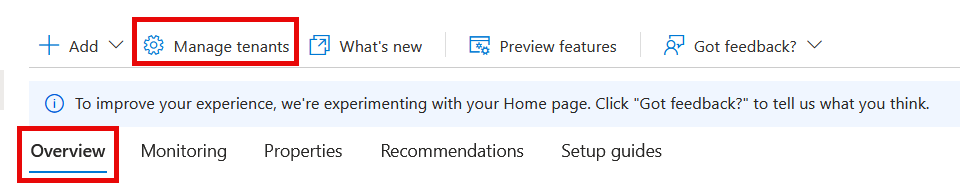 Add Manage tenants What's new Preview features Got feedback?
To improve your experience, we're experimenting with your Home page. Click "Got feedback?" to tell us what you think.
Overview Monitoring Properties Recommendations Setup guides